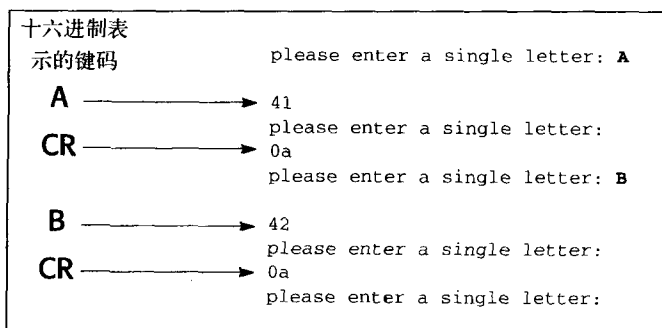 十六进制表
示的键码
please enter a single letter: A
A 41
please enter a single letter:
CR 0a
please enter a single letter: B
B 42
please enter a single letter:
CR 0a
please enter a single letter: